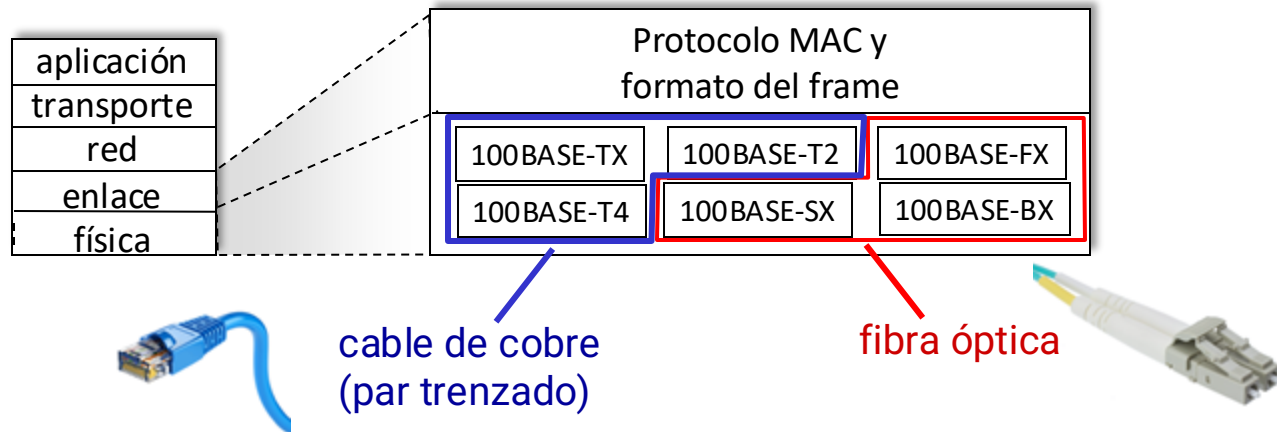 aplicación
transporte
red
enlace
física
Protocolo MAC y
formato del frame
100BASE-TX
100BASE-T2
100BASE-FX
100BASE-T4
100BASE-SX
100BASE-BX
cable de cobre
(par trenzado)
fibra óptica